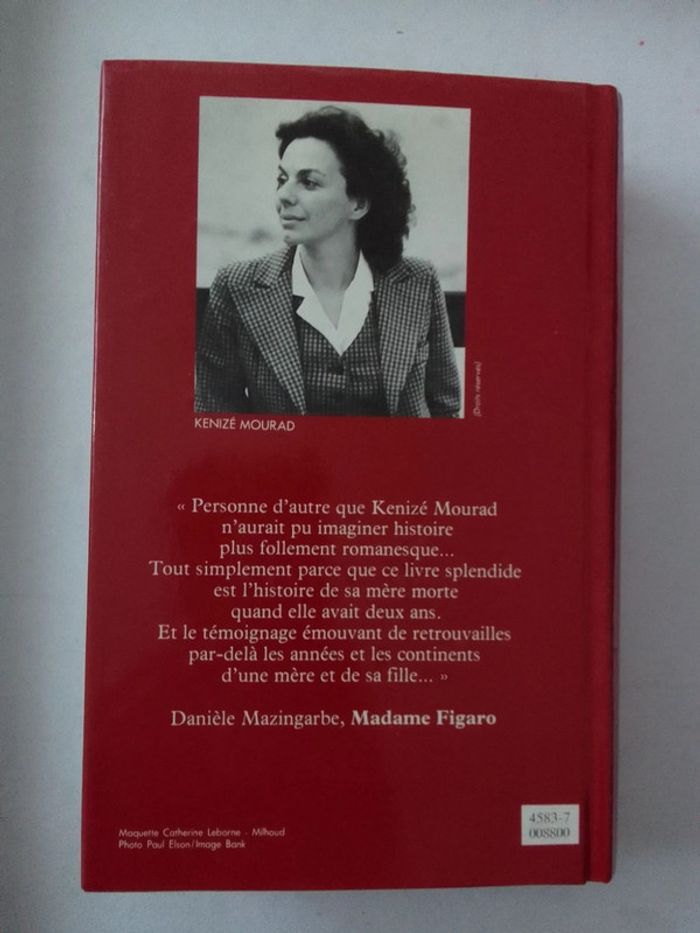 (Droits réservés)
KENIZÉ MOURAD
« Personne d'autre que Kenizé Mourad
n'aurait pu imaginer histoire
plus follement romanesque...
Tout simplement parce que ce livre splendide
est l'histoire de sa mère morte
quand elle avait deux ans.
Et le témoignage émouvant de retrouvailles
par-delà les années et les continents
d'une mère et de sa fille... »
Danièle Mazingarbe, Madame Figaro
Maquette Catherine Leborne - Milhoud
Photo Paul Elson/Image Bank
4583-7
008800